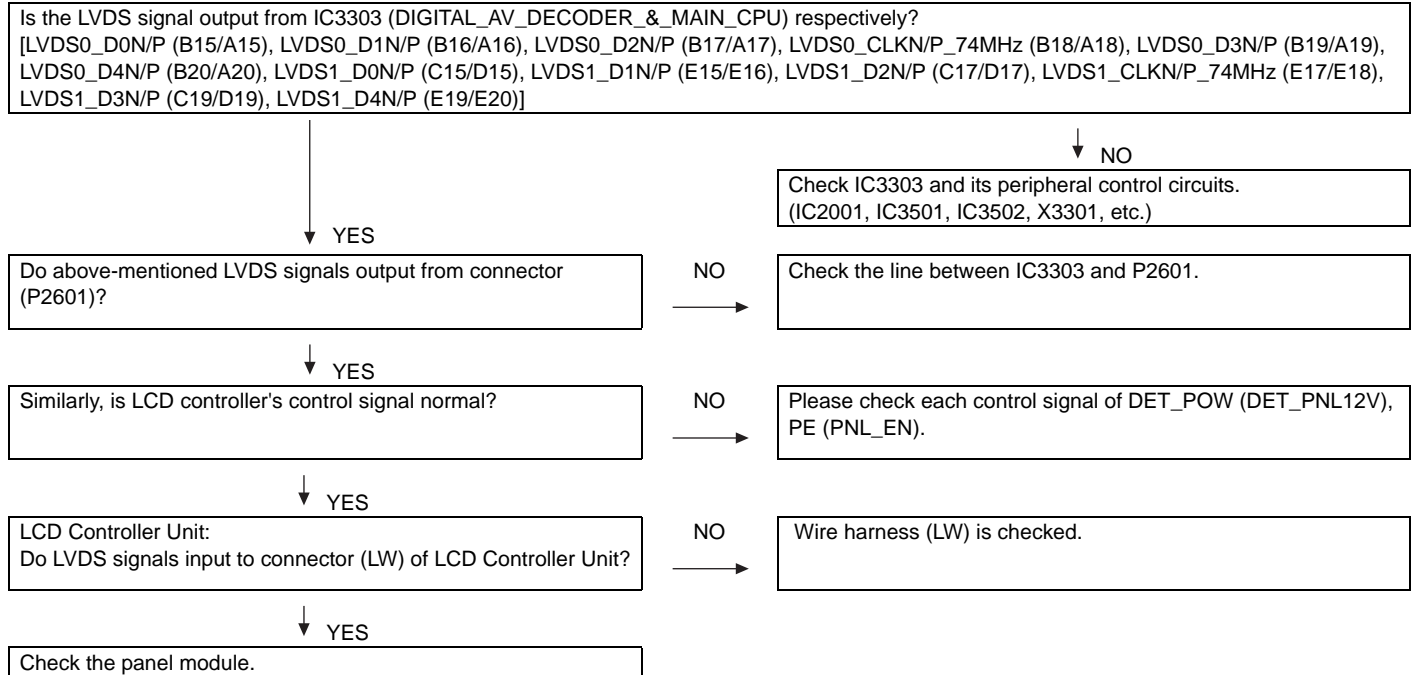 Is the LVDS signal output from IC3303 (DIGITAL_AV_DECODER_&_MAIN_CPU) respectively?
[LVDS0_D0N/P (B15/A15), LVDS0_D1N/P (B16/A16), LVDS0_D2N/P (B17/A17), LVDS0_CLKN/P_74MHz (B18/A18), LVDS0_D3N/P (B19/A19),
LVDS0_D4N/P (B20/A20), LVDS1_D0N/P (C15/D15), LVDS1_D1N/P (E15/E16), LVDS1_D2N/P (C17/D17), LVDS1_CLKN/P_74MHz (E17/E18),
LVDS1_D3N/P (C19/D19), LVDS1_D4N/P (E19/E20)]
NO
Check IC3303 and its peripheral control circuits.
(IC2001, IC3501, IC3502, X3301, etc.)
YES
Do above-mentioned LVDS signals output from connector
(P2601)?
NO
Check the line between IC3303 and P2601.
YES
Similarly, is LCD controller's control signal normal?
NO
Please check each control signal of DET_POW (DET_PNL12V),
PE (PNL_EN).
YES
LCD Controller Unit:
Do LVDS signals input to connector (LW) of LCD Controller Unit?
NO
Wire harness (LW) is checked.
YES
Check the panel module.